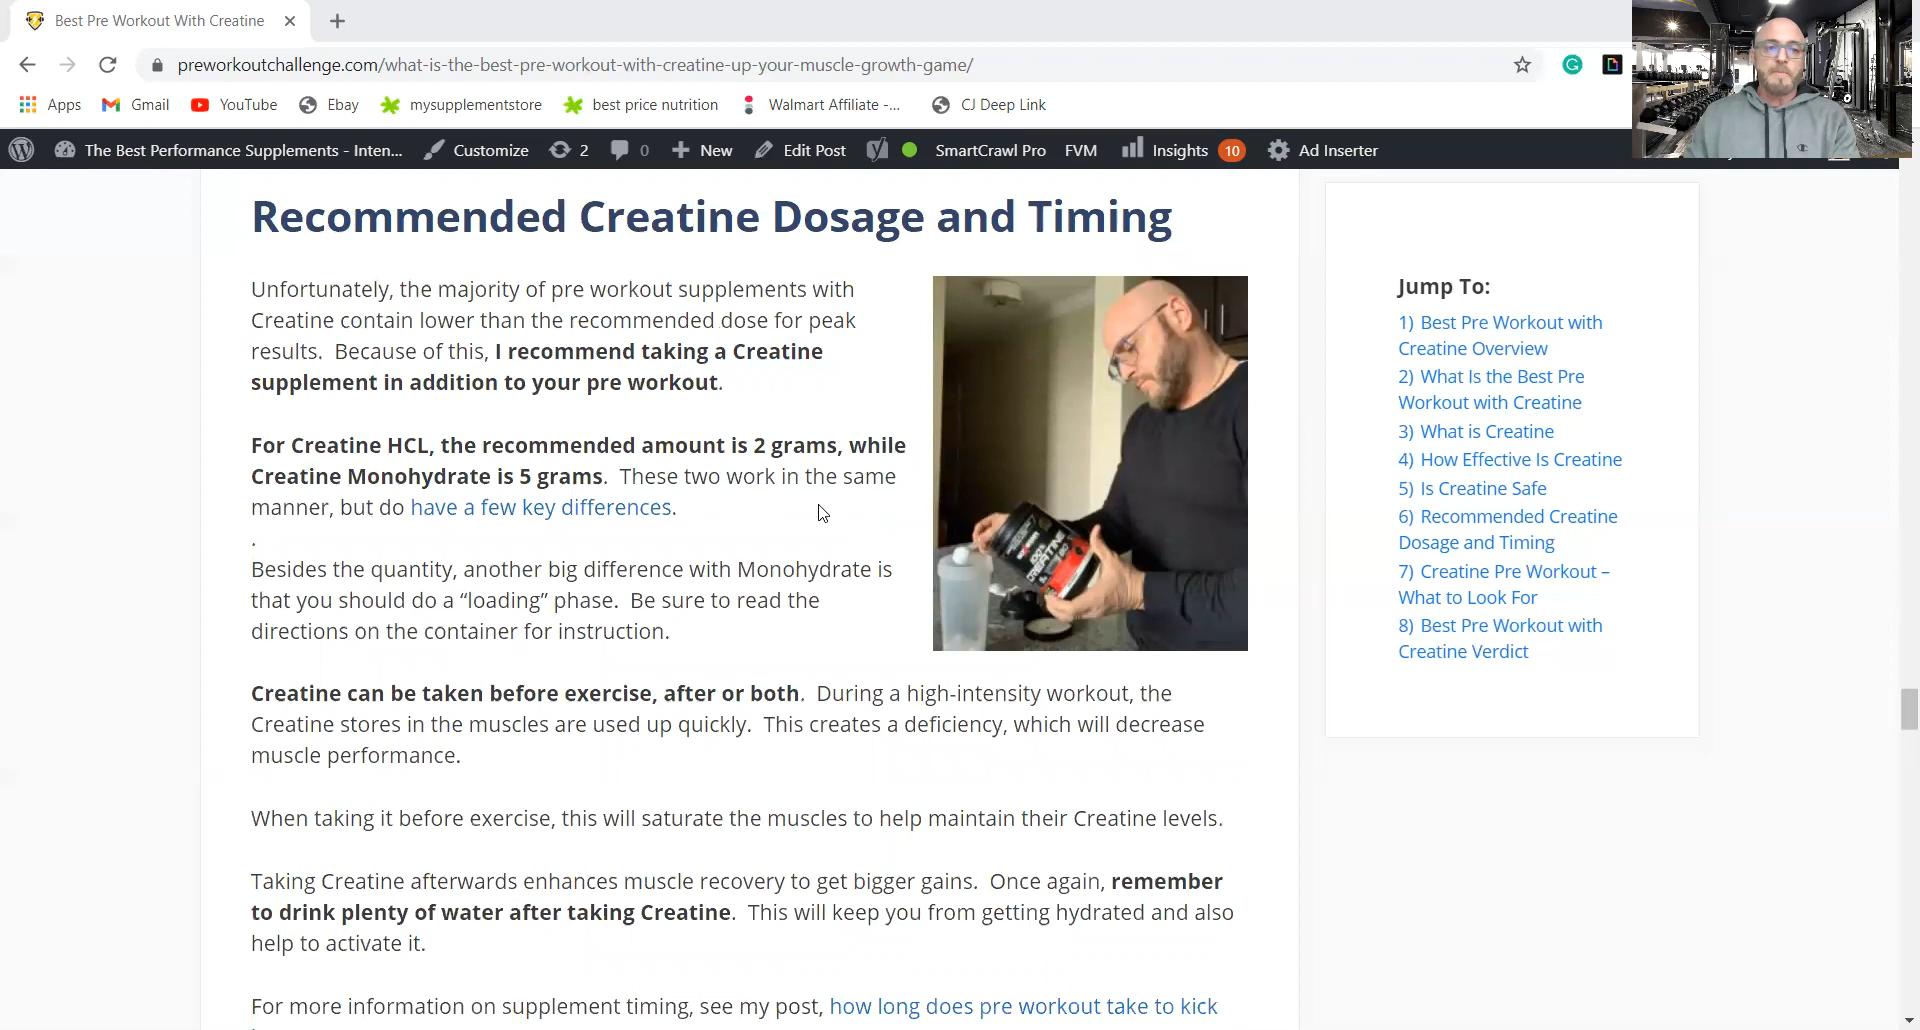 Best Pre Workout With Creatine
preworkoutchallenge.com/what-is-the-best-pre-workout-with-creatine-up-your-muscle-growth-game/
Apps Gmail YouTube Ebay mysupplementstore best price nutrition Walmart Affiliate -... CJ Deep Link
The Best Performance Supplements - Inten... Customize 2 0 New Edit Post SmartCrawl Pro FVM Insights 10 Ad Inserter
Recommended Creatine Dosage and Timing
Unfortunately, the majority of pre workout supplements with
Creatine contain lower than the recommended dose for peak
results. Because of this, I recommend taking a Creatine
supplement in addition to your pre workout.
For Creatine HCL, the recommended amount is 2 grams, while
Creatine Monohydrate is 5 grams. These two work in the same
manner, but do have a few key differences.
.
Besides the quantity, another big difference with Monohydrate is
that you should do a “loading” phase. Be sure to read the
directions on the container for instruction.
100%
CREATINE
Creatine can be taken before exercise, after or both. During a high-intensity workout, the
Creatine stores in the muscles are used up quickly. This creates a deficiency, which will decrease
muscle performance.
When taking it before exercise, this will saturate the muscles to help maintain their Creatine levels.
Taking Creatine afterwards enhances muscle recovery to get bigger gains. Once again, remember
to drink plenty of water after taking Creatine. This will keep you from getting hydrated and also
help to activate it.
For more information on supplement timing, see my post, how long does pre workout take to kick
Jump To:
1) Best Pre Workout with
Creatine Overview
2) What Is the Best Pre
Workout with Creatine
3) What is Creatine
4) How Effective Is Creatine
5) Is Creatine Safe
6) Recommended Creatine
Dosage and Timing
7) Creatine Pre Workout –
What to Look For
8) Best Pre Workout with
Creatine Verdict